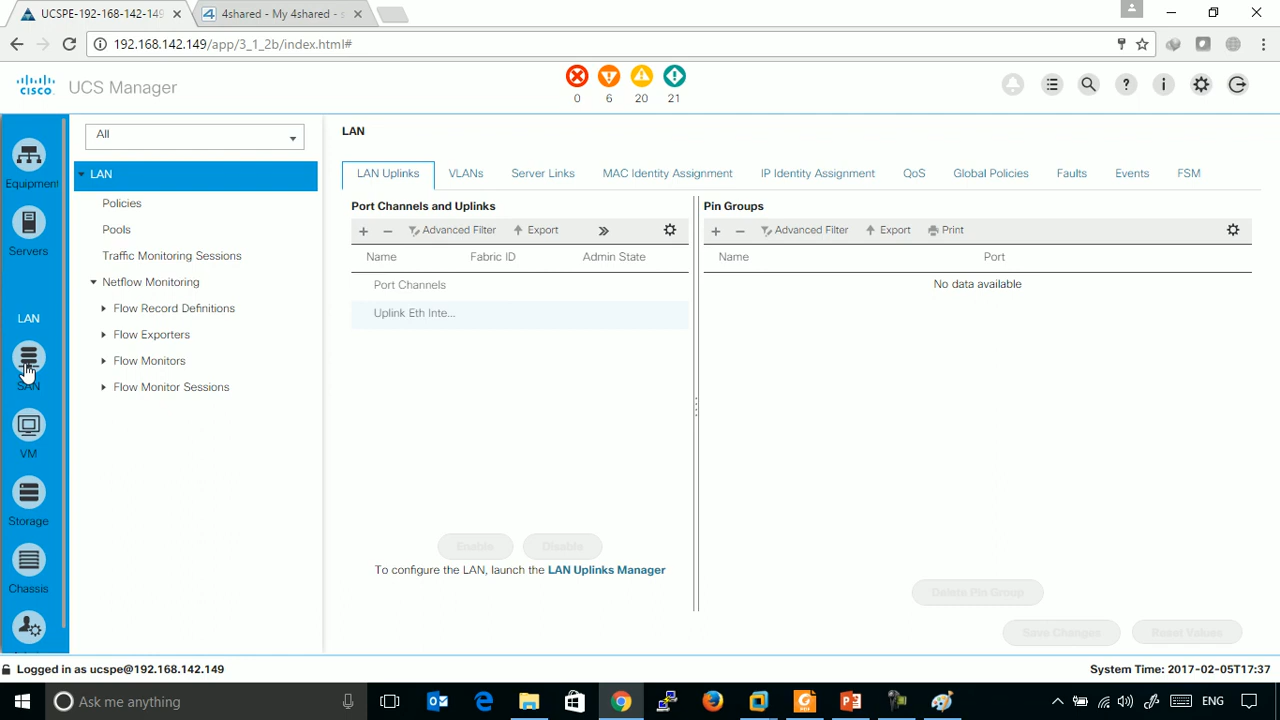 UCSPE-192-168-142-149
4shared - My 4shared - s
192.168.142.149/app/3_1_2b/index.html#
CISCO
UCS Manager
0
6
20
21
Equipment
Servers
LAN
SAN
VM
Storage
Chassis
All
LAN
Policies
Pools
Traffic Monitoring Sessions
Netflow Monitoring
Flow Record Definitions
Flow Exporters
Flow Monitors
Flow Monitor Sessions
LAN
LAN Uplinks VLANs Server Links MAC Identity Assignment IP Identity Assignment QoS Global Policies Faults Events FSM
Port Channels and Uplinks
+ − Advanced Filter Export »
Name Fabric ID Admin State
Port Channels
Uplink Eth Inte...
Enable Disable
To configure the LAN, launch the LAN Uplinks Manager
Pin Groups
+ − Advanced Filter Export Print
Name Port
No data available
Delete Pin Group
Save Changes Reset Values
Logged in as ucspe@192.168.142.149
System Time: 2017-02-05T17:37
Ask me anything
ENG